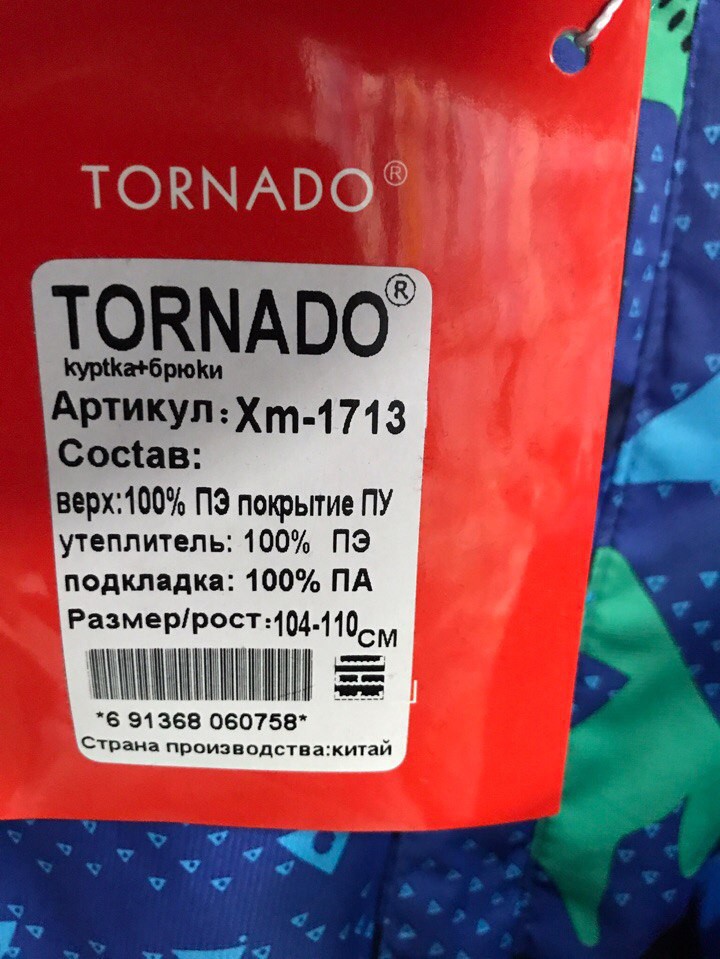 TORNADO®
TORNADO®
kyptka+брюки
Артикул:Xm-1713
Состав:
верх:100% ПЭ покрытие ПУ
утеплитель: 100% ПЭ
подкладка: 100% ПА
Размер/рост:104-110см
*6 91368 060758*
Страна производства:китай